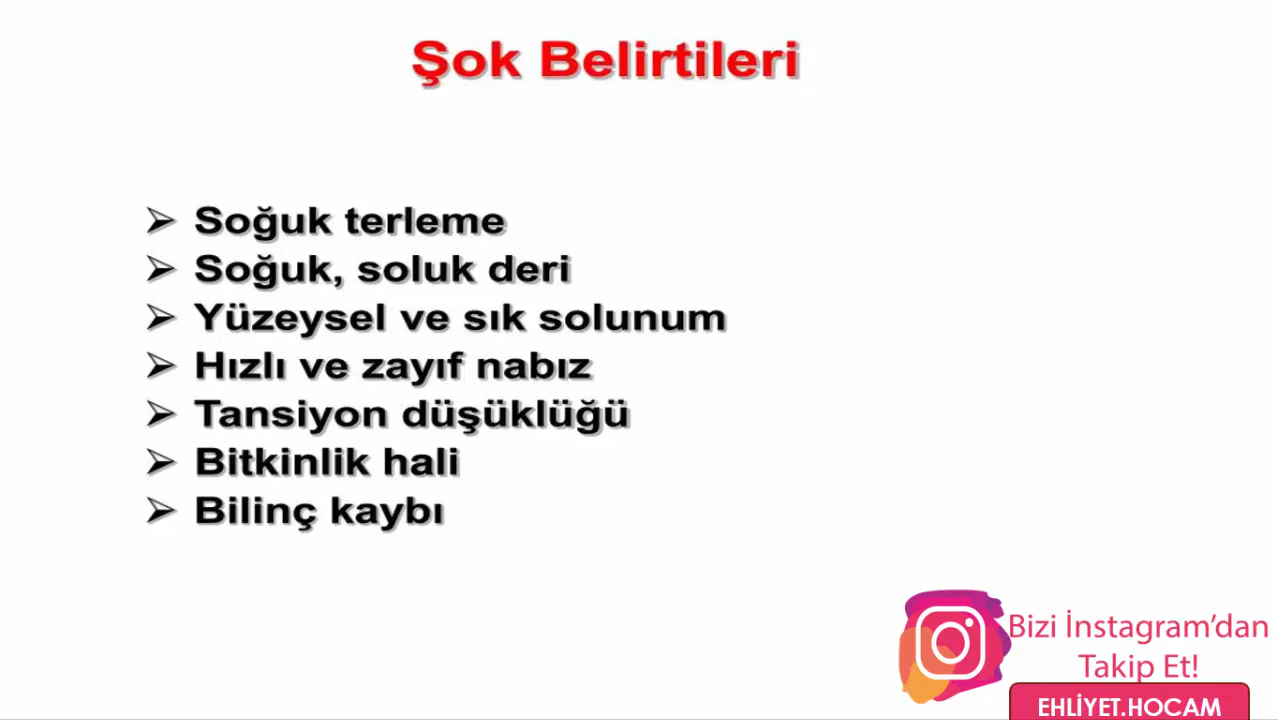 Şok Belirtileri
Soğuk terleme
Soğuk, soluk deri
Yüzeysel ve sık solunum
Hızlı ve zayıf nabız
Tansiyon düşüklüğü
Bitkinlik hali
Bilinç kaybı
Bizi İnstagram’dan
Takip Et!
EHLİYET.HOCAM